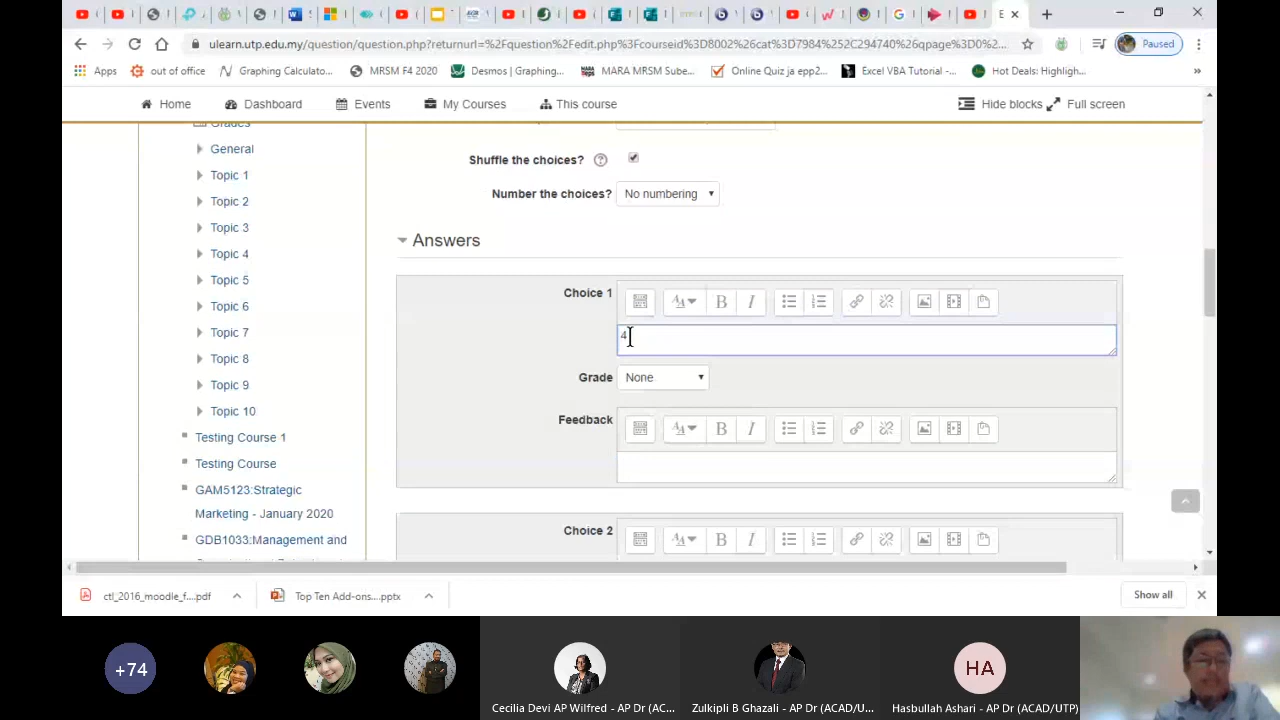 Paused
ulearn.utp.edu.my/question/question.php?returnurl=%2Fquestion%2Fedit.php%3Fcourseid%3D8002%26cat%3D7984%252C294740%26qpage%3D0%2...
Apps
out of office
Graphing Calculato...
MRSM F4 2020
Desmos | Graphing...
MARA MRSM Sube...
Online Quiz ja epp2...
Excel VBA Tutorial -...
Hot Deals: Highligh...
»
Home
Dashboard
Events
My Courses
This course
Hide blocks
Full screen
Grades
General
Topic 1
Topic 2
Topic 3
Topic 4
Topic 5
Topic 6
Topic 7
Topic 8
Topic 9
Topic 10
Testing Course 1
Testing Course
GAM5123:Strategic
Marketing - January 2020
GDB1033:Management and
Shuffle the choices?
Number the choices? No numbering
Answers
Choice 1
4
Grade None
Feedback
Choice 2
ctl_2016_moodle_f....pdf
Top Ten Add-ons....pptx
Show all
+74
Cecilia Devi AP Wilfred - AP Dr (AC...
Zulkipli B Ghazali - AP Dr (ACAD/U...
HA
Hasbullah Ashari - AP Dr (ACAD/UTP)